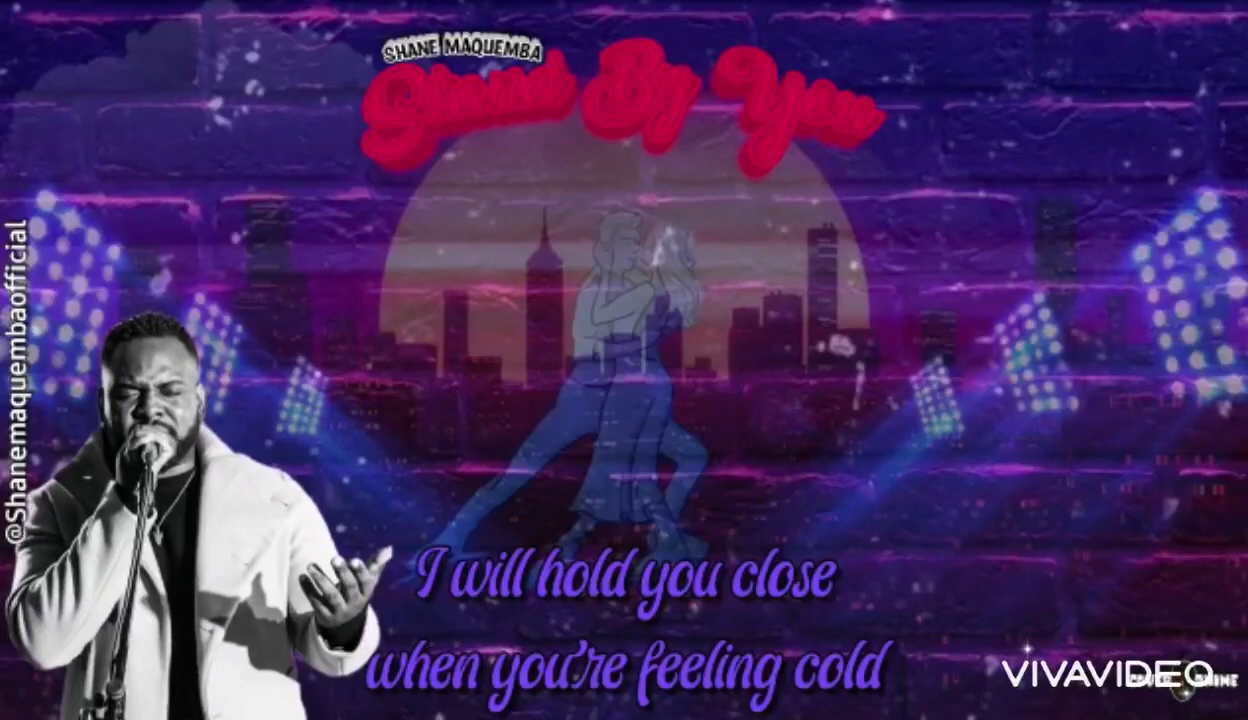 SHANE MAQUEMBA
Stand By You
@Shanemaquembaofficial
I will hold you close
when you're feeling cold
VIVAVIDEO